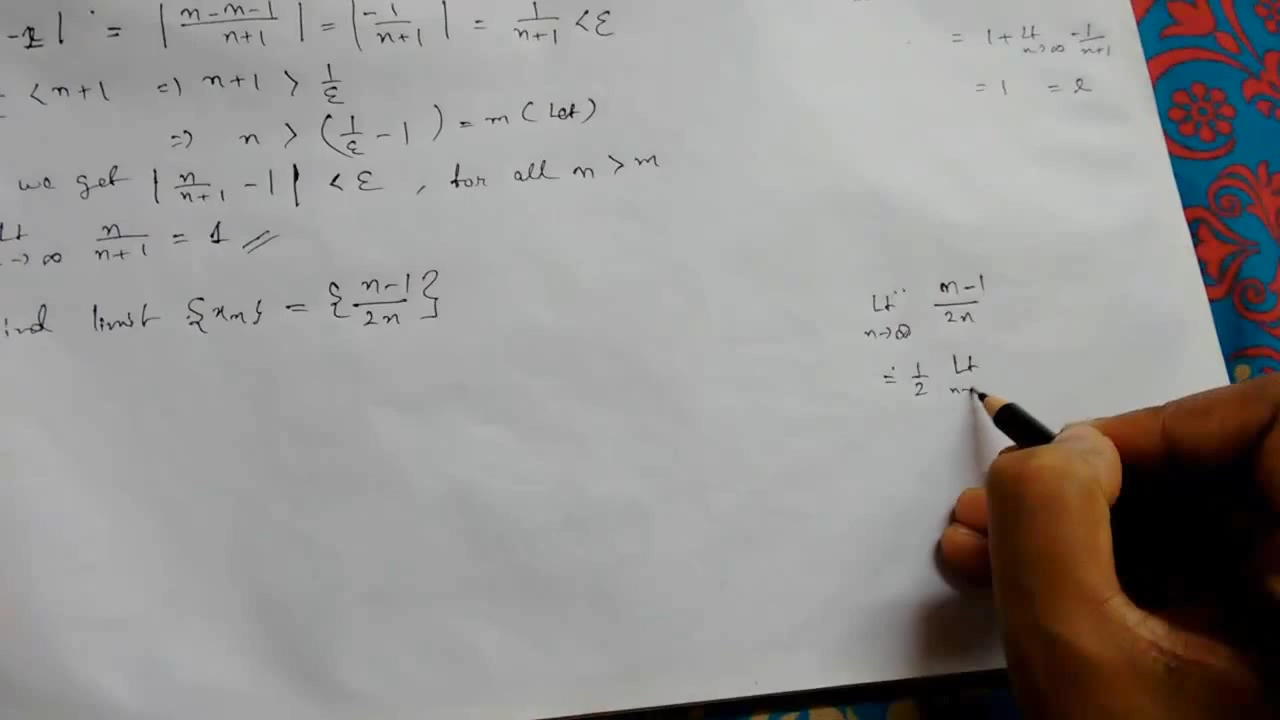 -l| = |n-n-1/n+1| = |-1/n+1| = 1/n+1 < ε
< n+1 => n+1 > 1/ε
=> n > (1/ε - 1) = m (Let)
we get |n/n+1 - 1| < ε, for all n > m
Lt n→∞ n/n+1 = 1 //
ind limit {xn} = {n-1/2n}
= 1 + Lt n→∞ -1/n+1
= 1 = l
Lt n→∞ n-1/2n
= 1/2 Lt n→